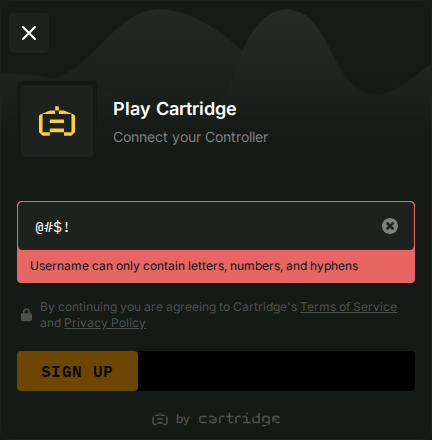 Play Cartridge
Connect your Controller
@#$!
Username can only contain letters, numbers, and hyphens
By continuing you are agreeing to Cartridge's Terms of Service
and Privacy Policy
SIGN UP
by cartridge